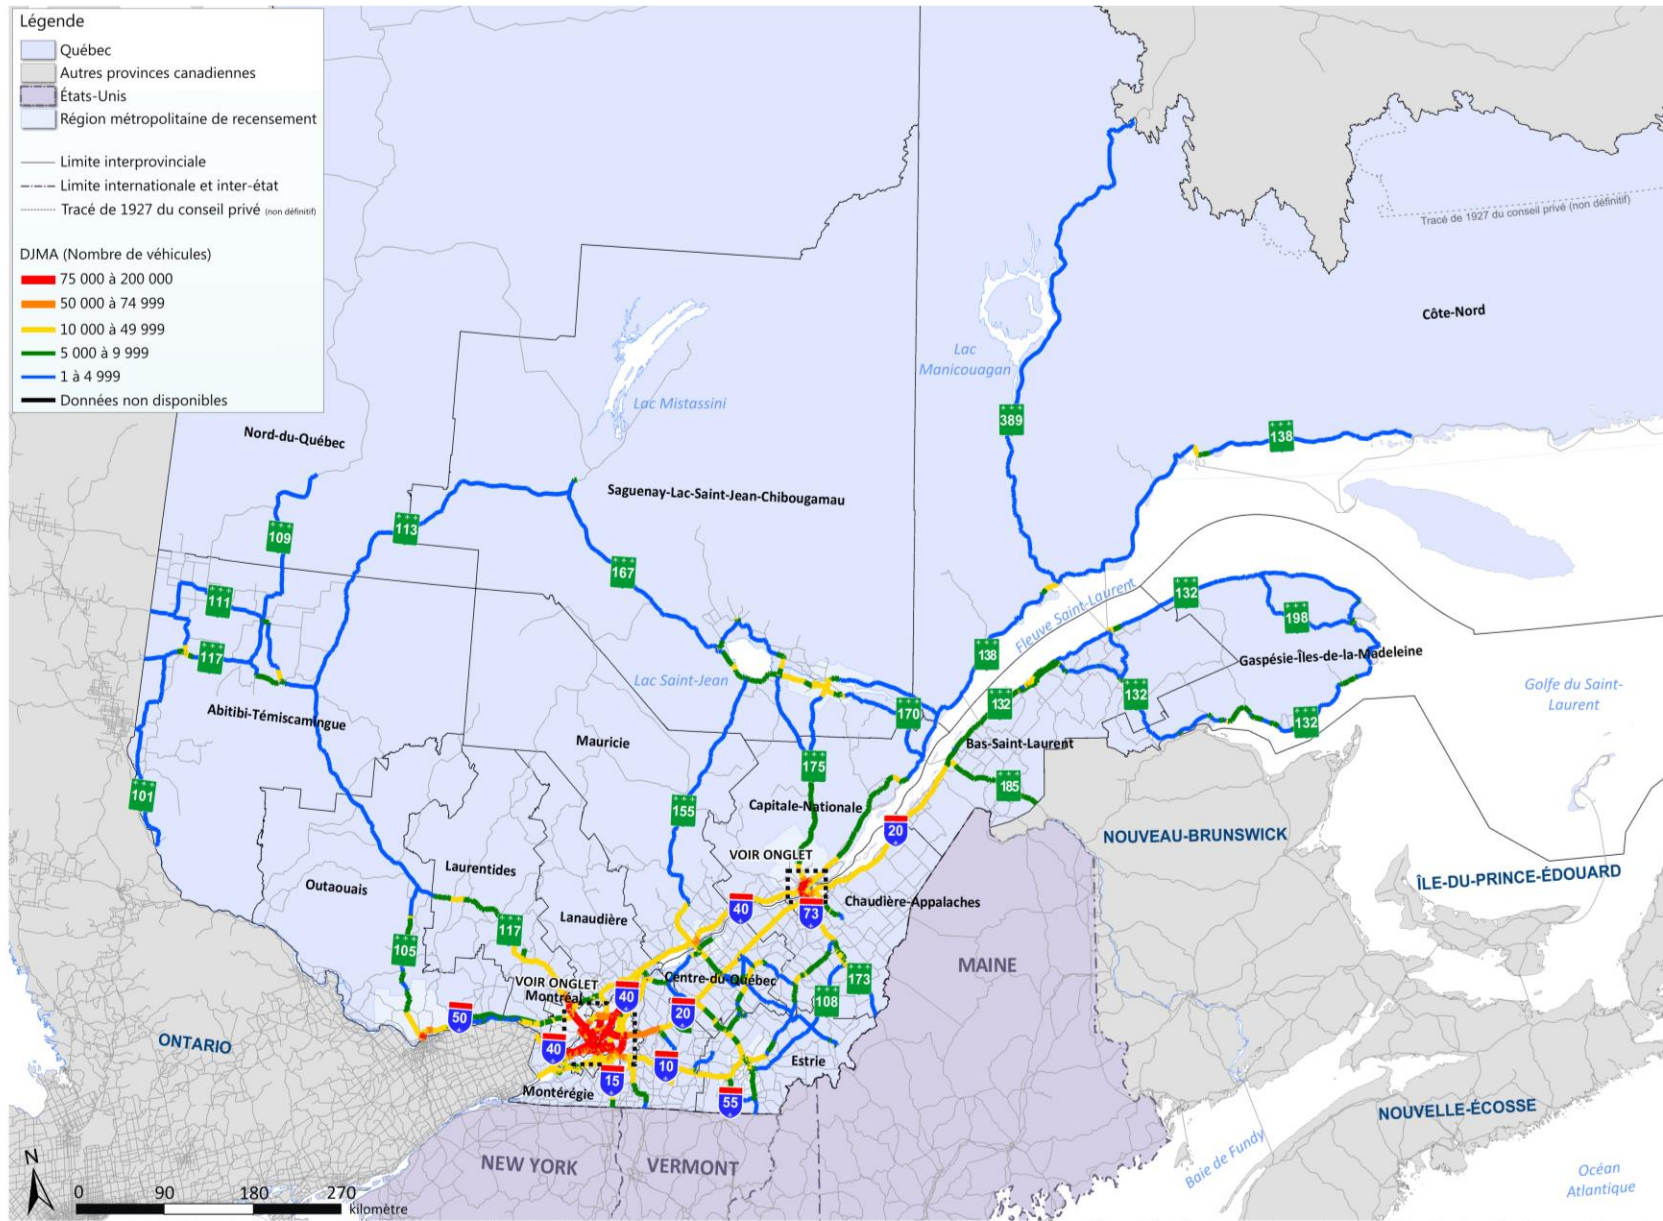 Légende
Québec
Autres provinces canadiennes
États-Unis
Région métropolitaine de recensement
Limite interprovinciale
Limite internationale et inter-état
Tracé de 1927 du conseil privé (non définitif)
DJMA (Nombre de véhicules)
75 000 à 200 000
50 000 à 74 999
10 000 à 49 999
5 000 à 9 999
1 à 4 999
Données non disponibles
Tracé de 1927 du conseil privé (non définitif)
Côte-Nord
Lac
Manicouagan
Lac Mistassini
389
138
Nord-du-Québec
Saguenay-Lac-Saint-Jean-Chibougamau
109
113
167
111
117
Fleuve Saint-Laurent
132
198
138
Gaspésie-Îles-de-la-Madeleine
Lac Saint-Jean
132
132
132
170
Golfe du Saint-
Laurent
Abitibi-Témiscamingue
Mauricie
Bas-Saint-Laurent
175
185
101
155
Capitale-Nationale
20
NOUVEAU-BRUNSWICK
VOIR ONGLET
Laurentides
Outaouais
ÎLE-DU-PRINCE-ÉDOUARD
Lanaudière
40
73
Chaudière-Appalaches
117
105
MAINE
VOIR ONGLET
Montréal
Centre-du-Québec
173
108
40
20
50
ONTARIO
40
10
Estrie
15
Montérégie
55
NOUVELLE-ÉCOSSE
NEW YORK
VERMONT
Baie de Fundy
Océan
Atlantique
N
0 90 180 270
kilomètre